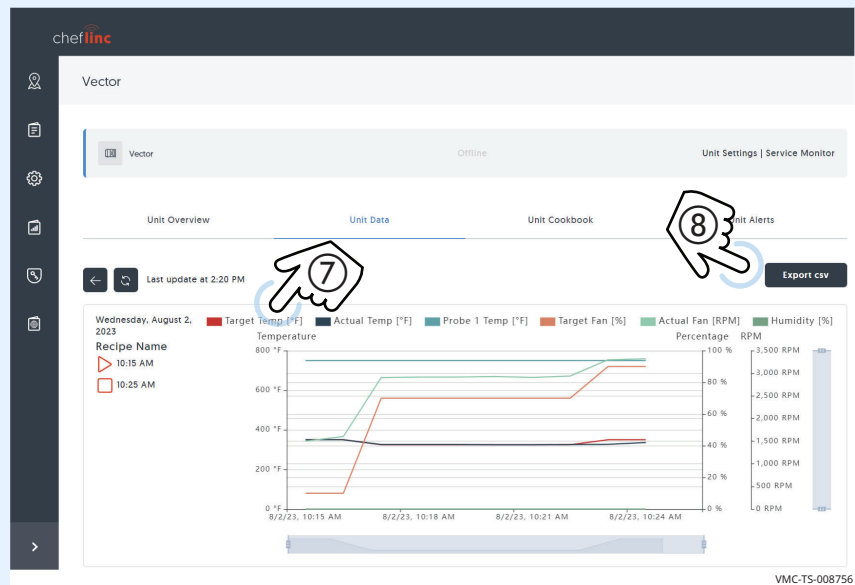 cheflinc
Vector
Vector
Offline
Unit Settings | Service Monitor
Unit Overview
Unit Data
Unit Cookbook
8
Unit Alerts
7
Last update at 2:20 PM
Export csv
Wednesday, August 2,
2023
Recipe Name
10:15 AM
10:25 AM
Target Temp [°F]
Actual Temp [°F]
Probe 1 Temp [°F]
Target Fan [%]
Actual Fan [RPM]
Humidity [%]
Temperature
Percentage
RPM
800 °F
600 °F
400 °F
200 °F
0 °F
100 %
80 %
60 %
40 %
20 %
0 %
3,500 RPM
3,000 RPM
2,500 RPM
2,000 RPM
1,500 RPM
1,000 RPM
500 RPM
0 RPM
8/2/23, 10:15 AM
8/2/23, 10:18 AM
8/2/23, 10:21 AM
8/2/23, 10:24 AM
VMC-TS-008756